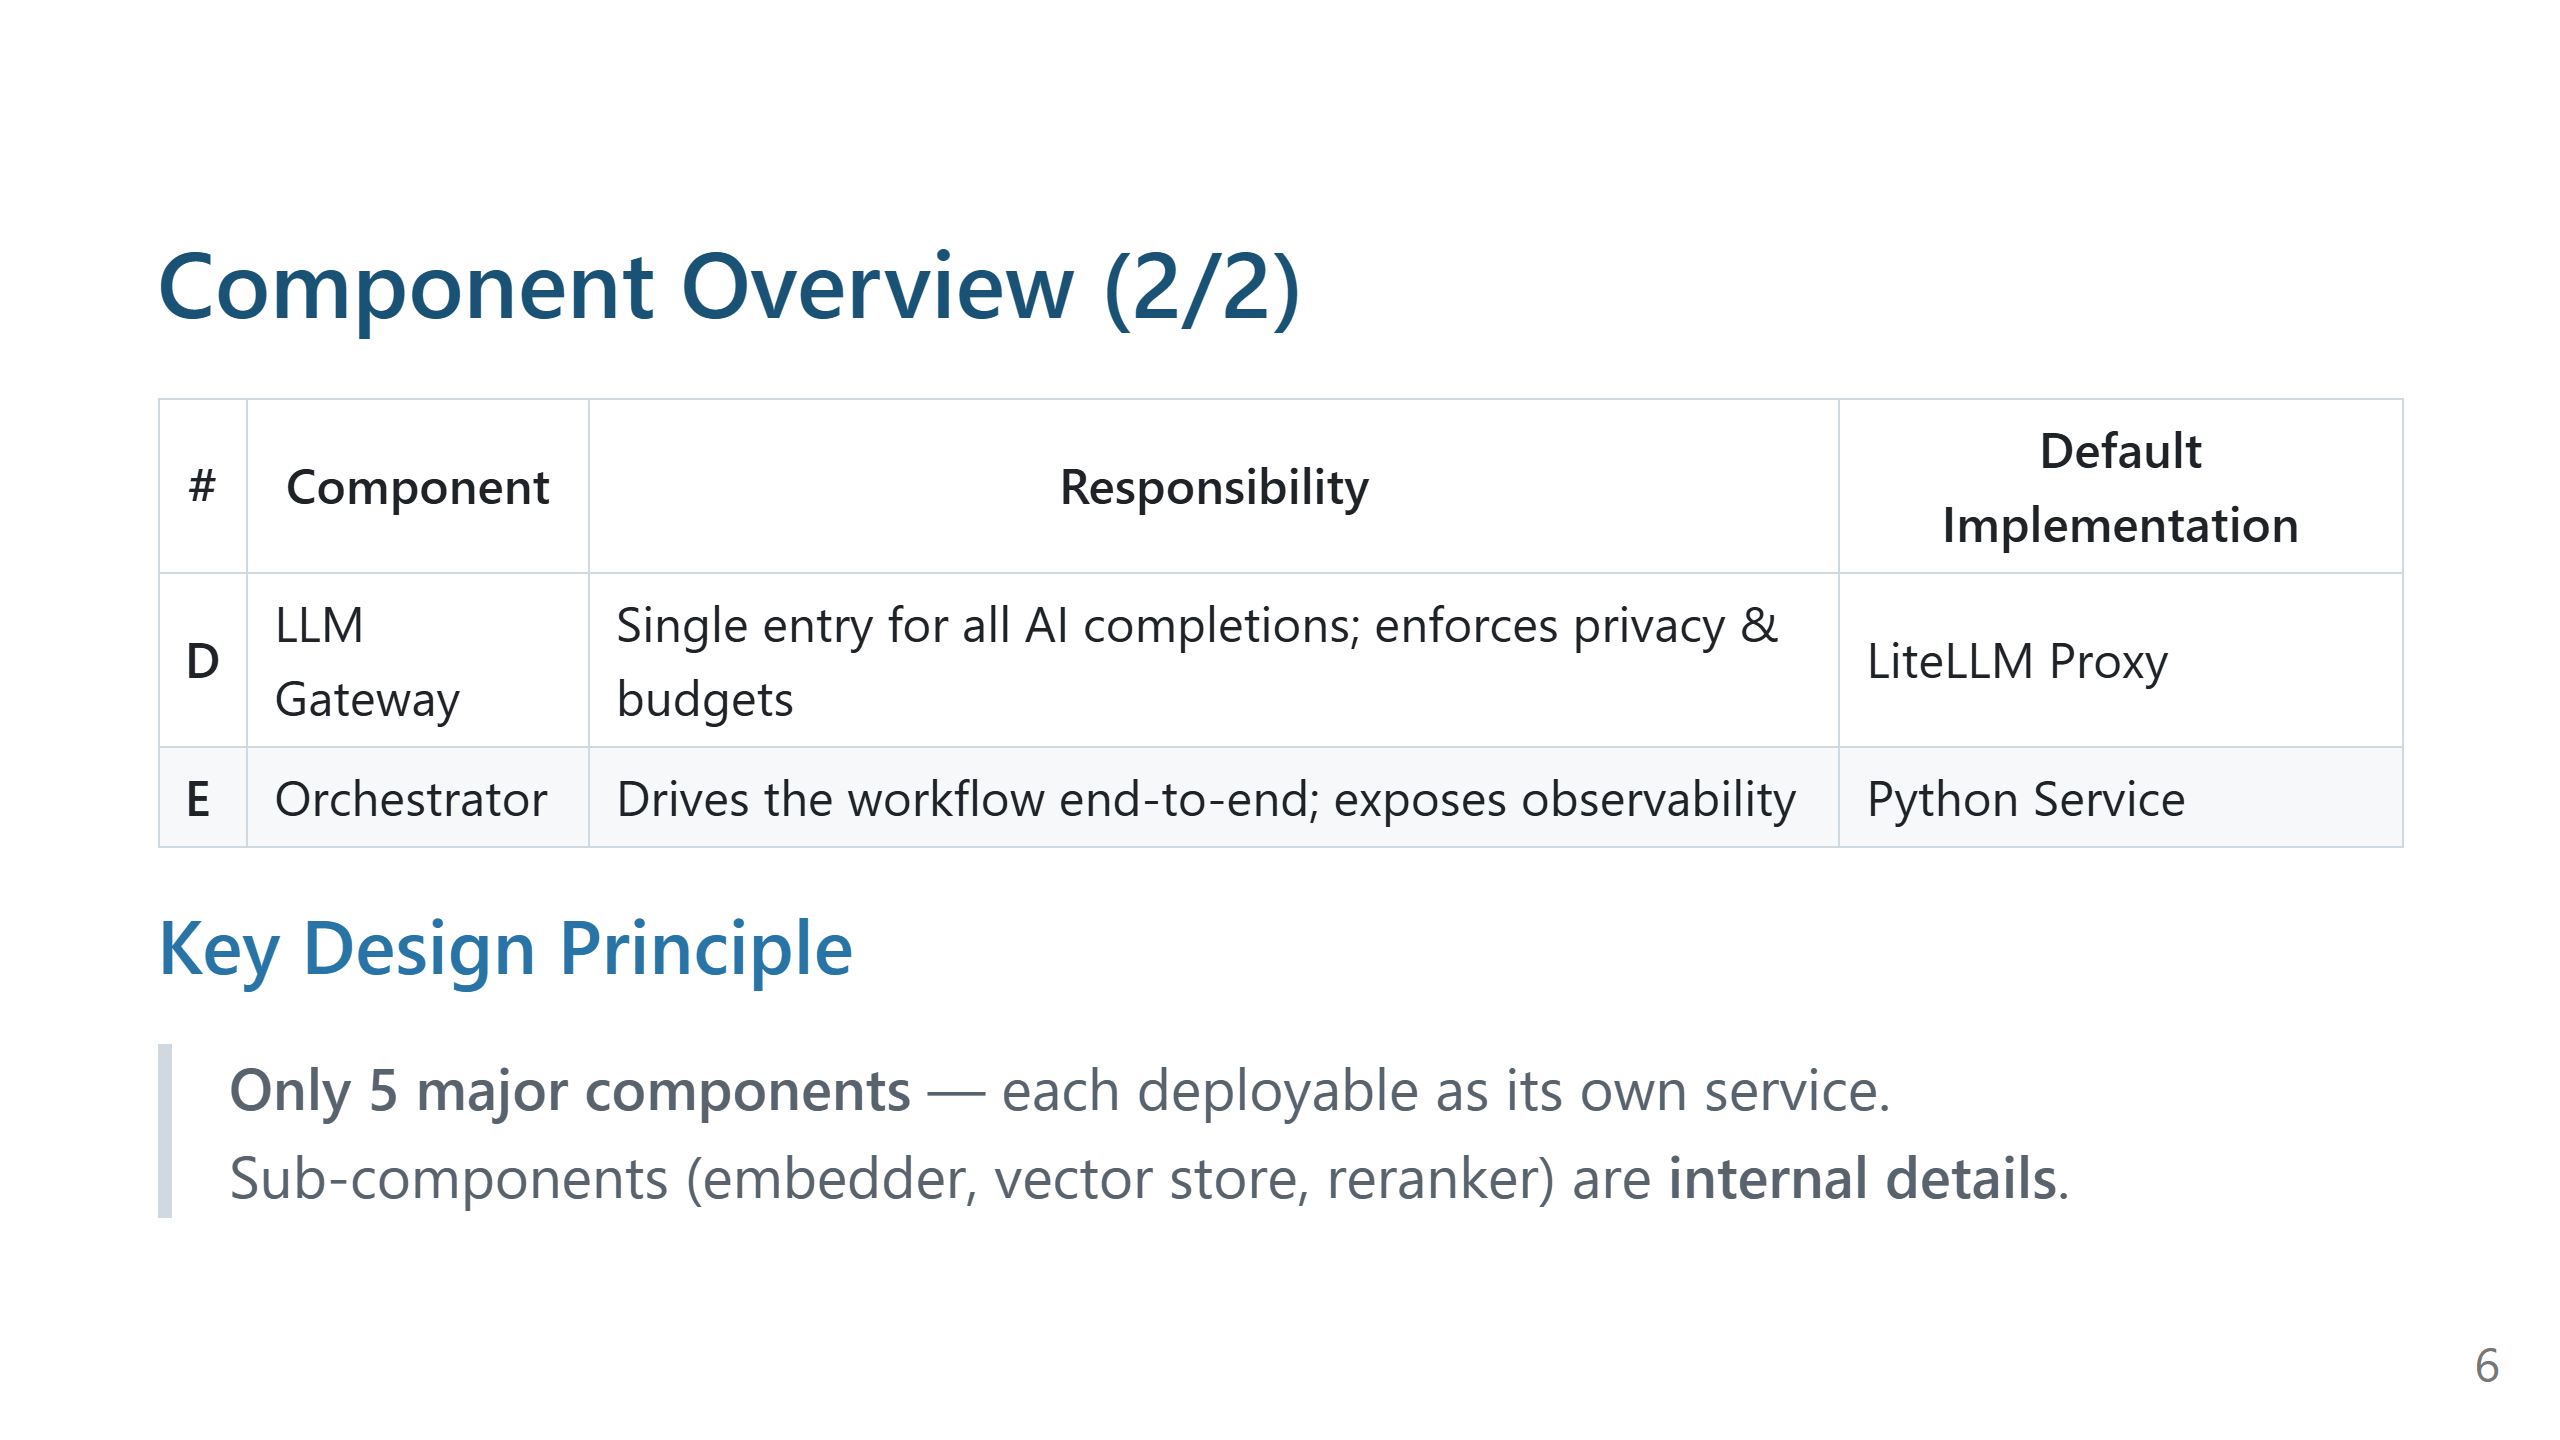 Component Overview (2/2)
# Component Responsibility Default Implementation
D LLM Gateway Single entry for all AI completions; enforces privacy & budgets LiteLLM Proxy
E Orchestrator Drives the workflow end-to-end; exposes observability Python Service
Key Design Principle
Only 5 major components — each deployable as its own service.
Sub-components (embedder, vector store, reranker) are internal details.
6